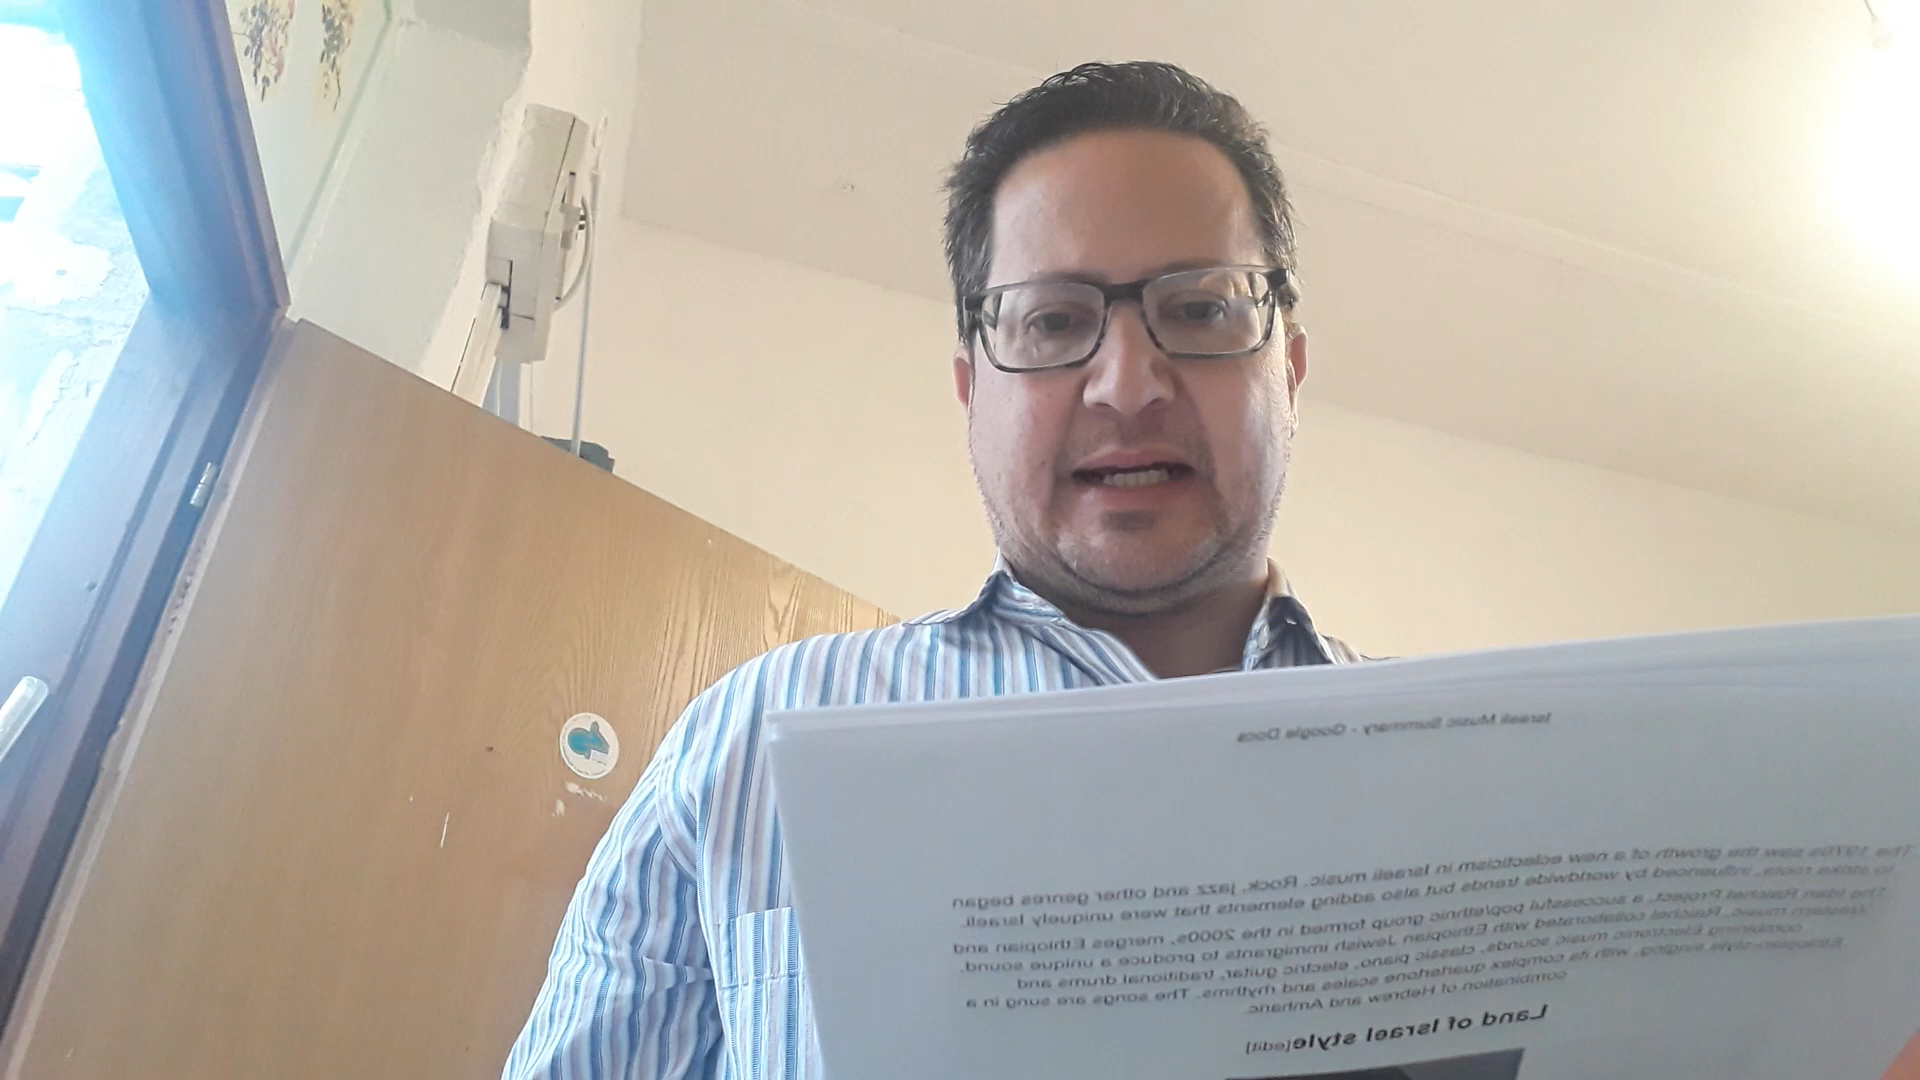 Israeli Music Summary - Google Docs
The 1970s saw the growth of a new eclecticism in Israeli music. Rock, jazz and other genres began
to strike roots, influenced by worldwide trends but also adding elements that were uniquely Israeli.
The Idan Raichel Project, a successful pop/ethnic group formed in the 2000s, merges Ethiopian and
Western music. Raichel collaborated with Ethiopian Jewish immigrants to produce a unique sound,
combining Electronic music sounds, classic piano, electric guitar, traditional drums and
Ethiopian-style singing, with its complex quartertone scales and rhythms. The songs are sung in a
combination of Hebrew and Amharic.
Land of Israel style[edit]